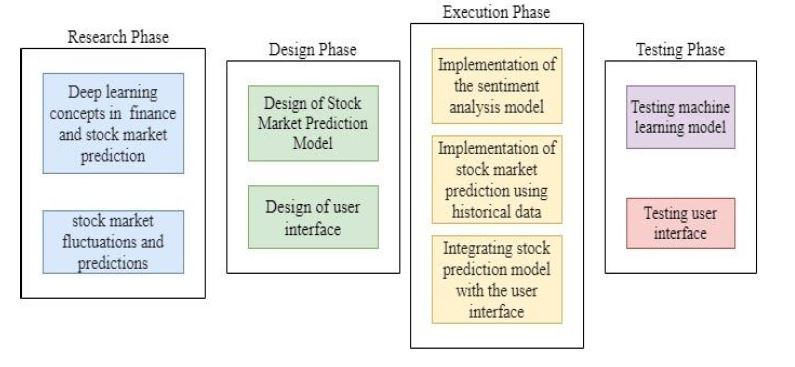 Research Phase
Deep learning
concepts in finance
and stock market
prediction
stock market
fluctuations and
predictions
Design Phase
Design of Stock
Market Prediction
Model
Design of user
interface
Execution Phase
Implementation of
the sentiment
analysis model
Implementation of
stock market
prediction using
historical data
Integrating stock
prediction model
with the user
interface
Testing Phase
Testing machine
learning model
Testing user
interface